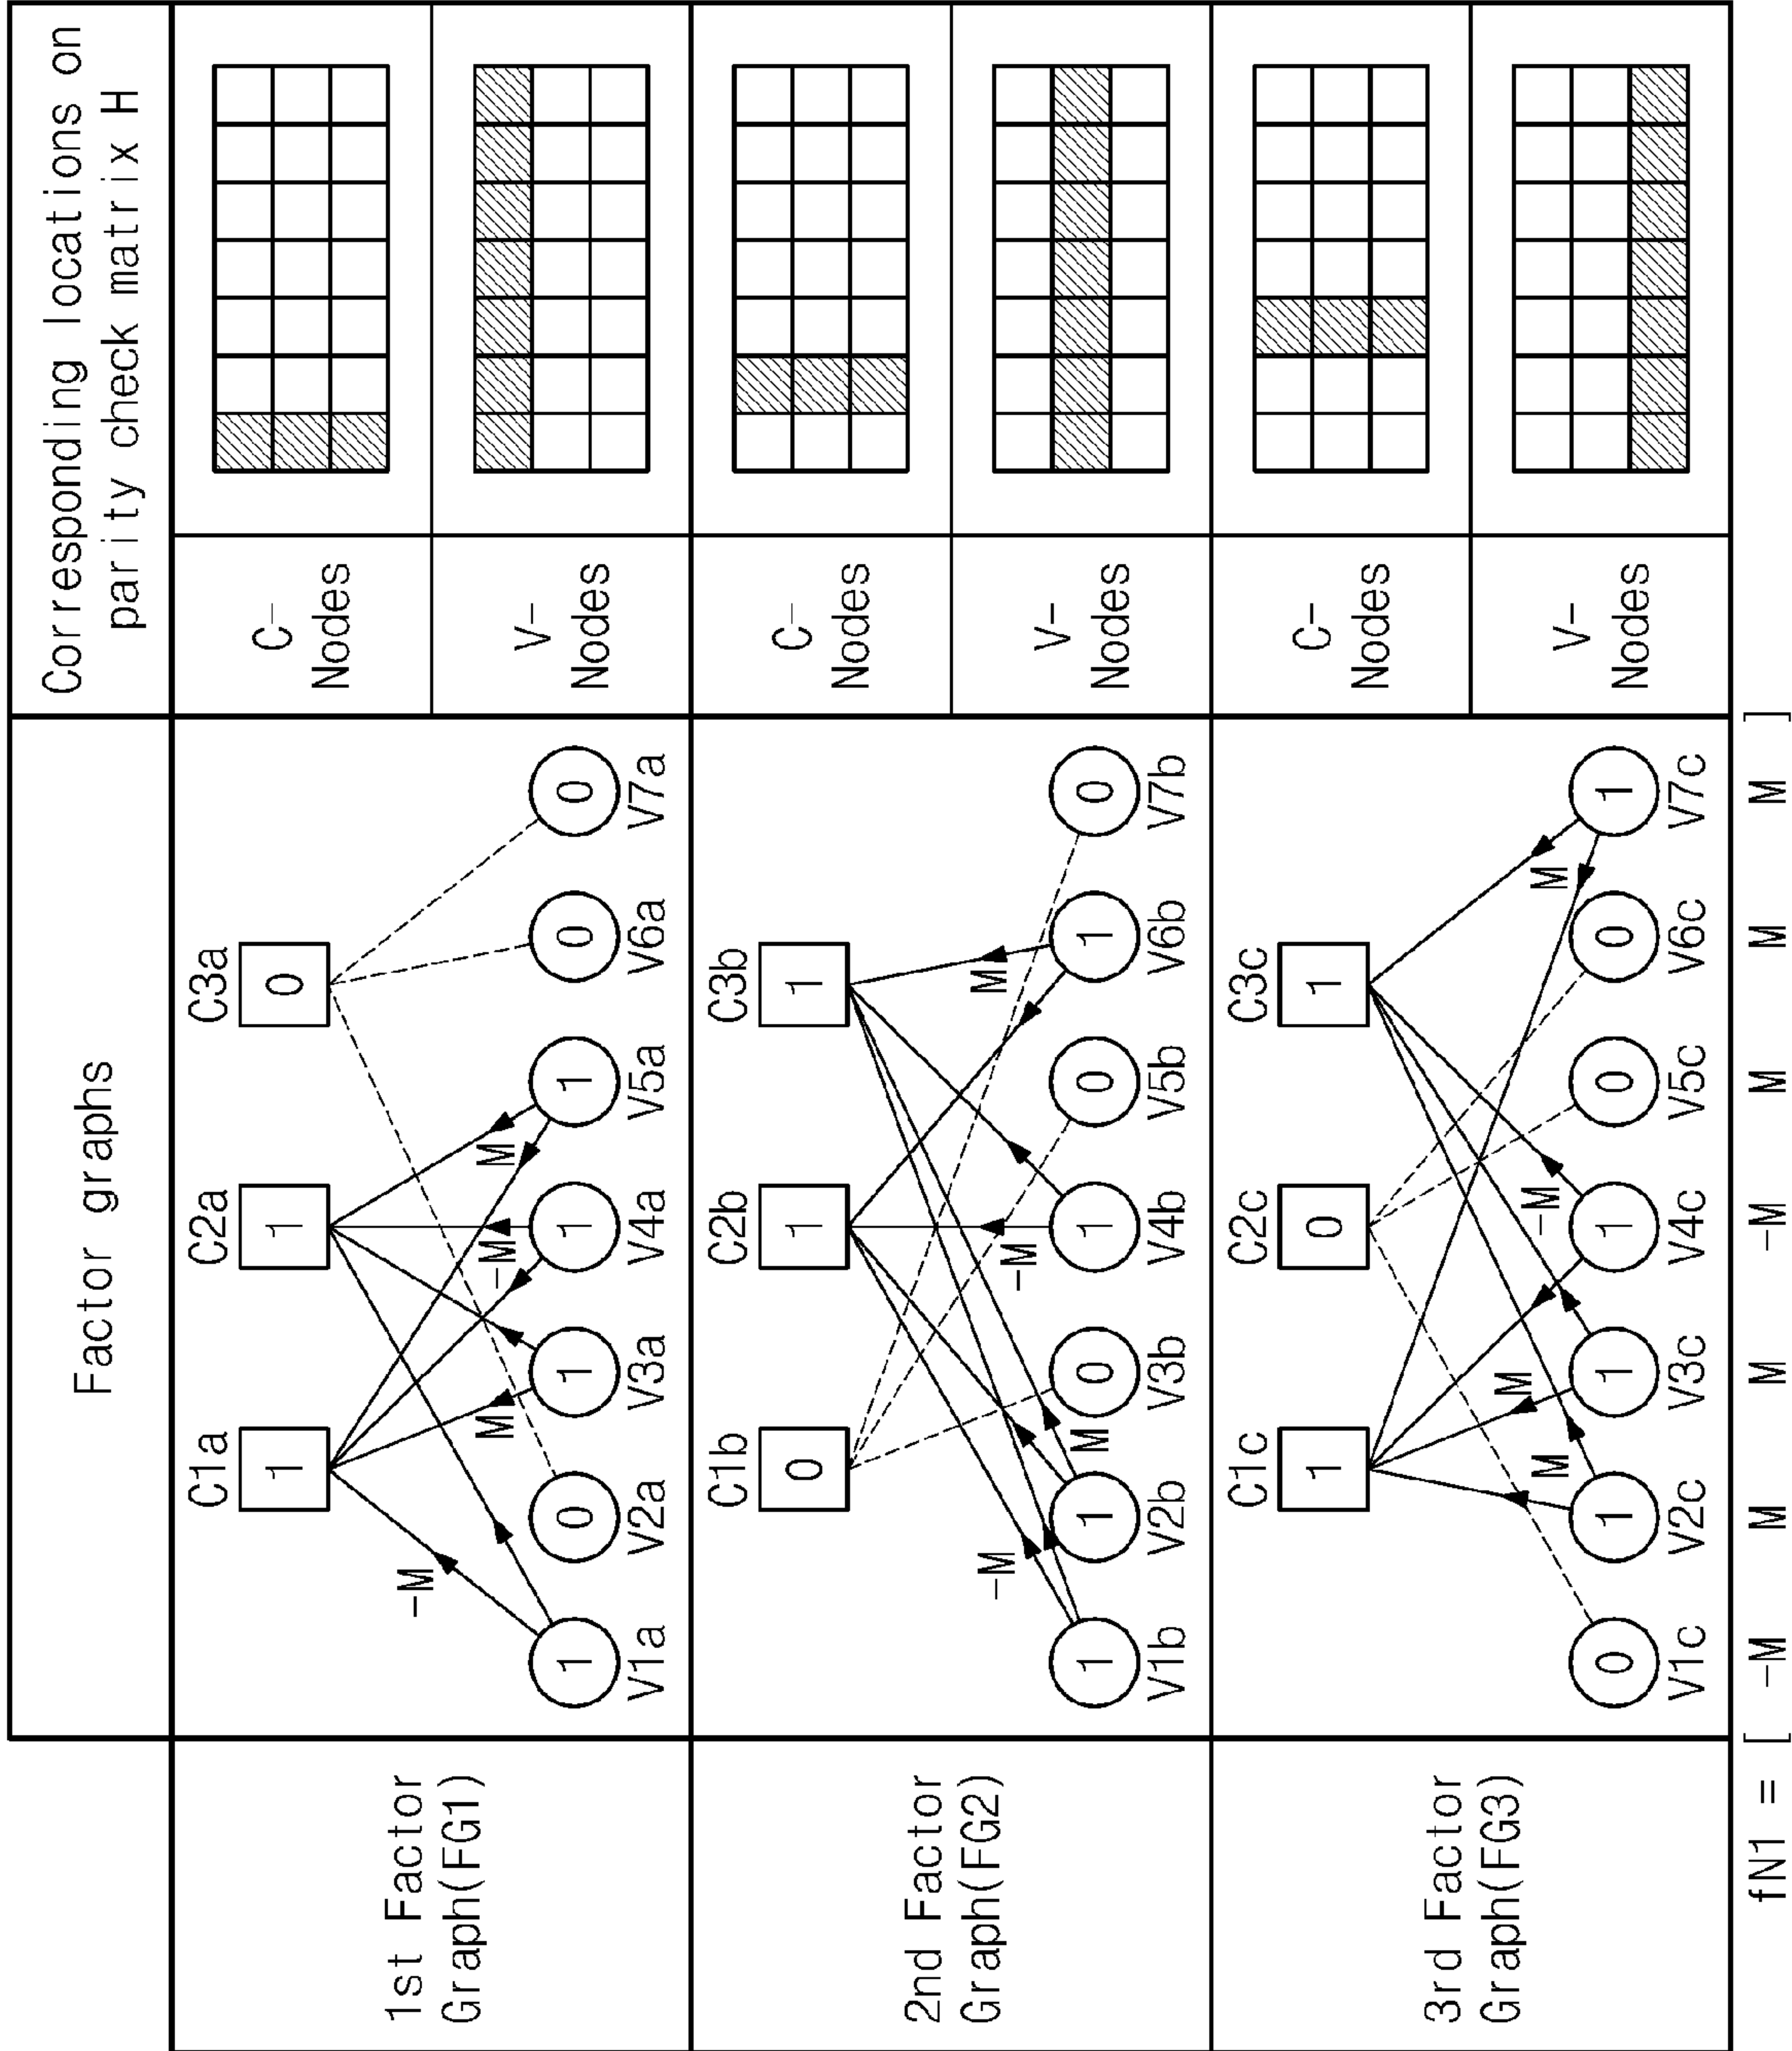 Factor graphs
Corresponding locations on
parity check matrix H
1st Factor
Graph(FG1)
C1a C2a C3a
1 1 0
-M M -M M
1 0 1 1 1 0 0
V1a V2a V3a V4a V5a V6a V7a
C-
Nodes
V-
Nodes
2nd Factor
Graph(FG2)
C1b C2b C3b
0 1 1
-M M -M M
1 1 0 1 0 1 0
V1b V2b V3b V4b V5b V6b V7b
C-
Nodes
V-
Nodes
3rd Factor
Graph(FG3)
C1c C2c C3c
1 0 1
M M -M M
0 1 1 1 0 0 1
V1c V2c V3c V4c V5c V6c V7c
C-
Nodes
V-
Nodes
fN1 = [ -M M M -M M M M ]